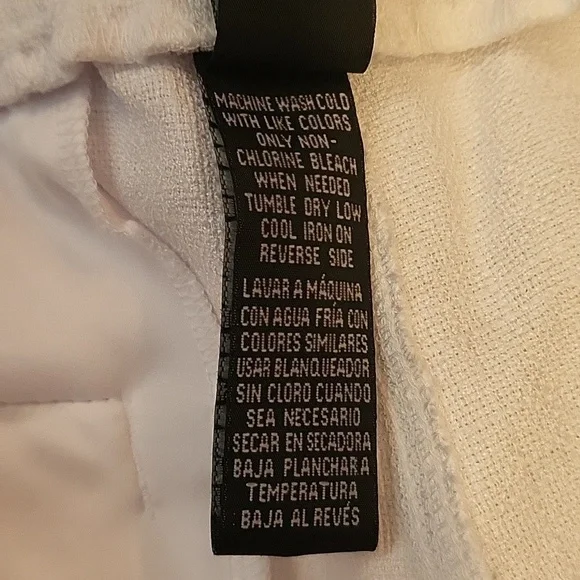 MACHINE WASH COLD
WITH LIKE COLORS
ONLY NON-
CHLORINE BLEACH
WHEN NEEDED
TUMBLE DRY LOW
COOL IRON ON
REVERSE SIDE
LAVAR A MÁQUINA
CON AGUA FRÍA CON
COLORES SIMILARES
USAR BLANQUEADOR
SIN CLORO CUANDO
SEA NECESARIO
SECAR EN SECADORA
BAJA PLANCHAR A
TEMPERATURA
BAJA AL REVÉS